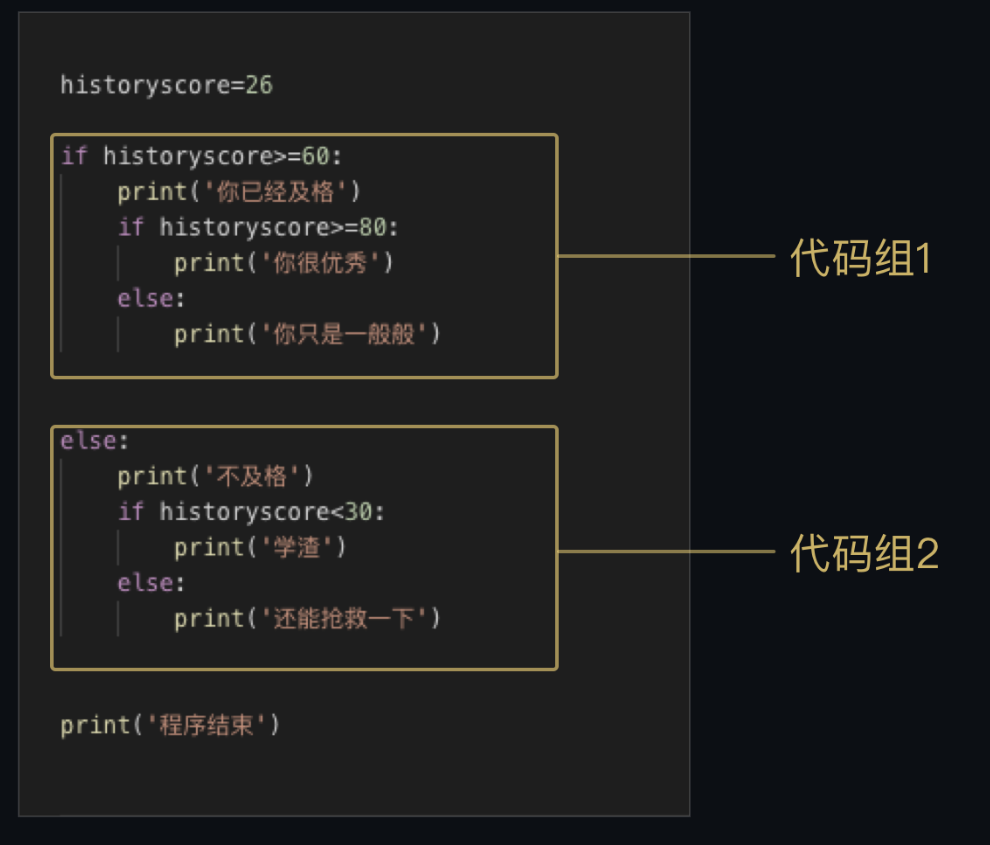 historyscore=26
if historyscore>=60:
    print('你已经及格')
    if historyscore>=80:
        print('你很优秀')
    else:
        print('你只是一般般')
代码组1
else:
    print('不及格')
    if historyscore<30:
        print('学渣')
    else:
        print('还能抢救一下')
代码组2
print('程序结束')